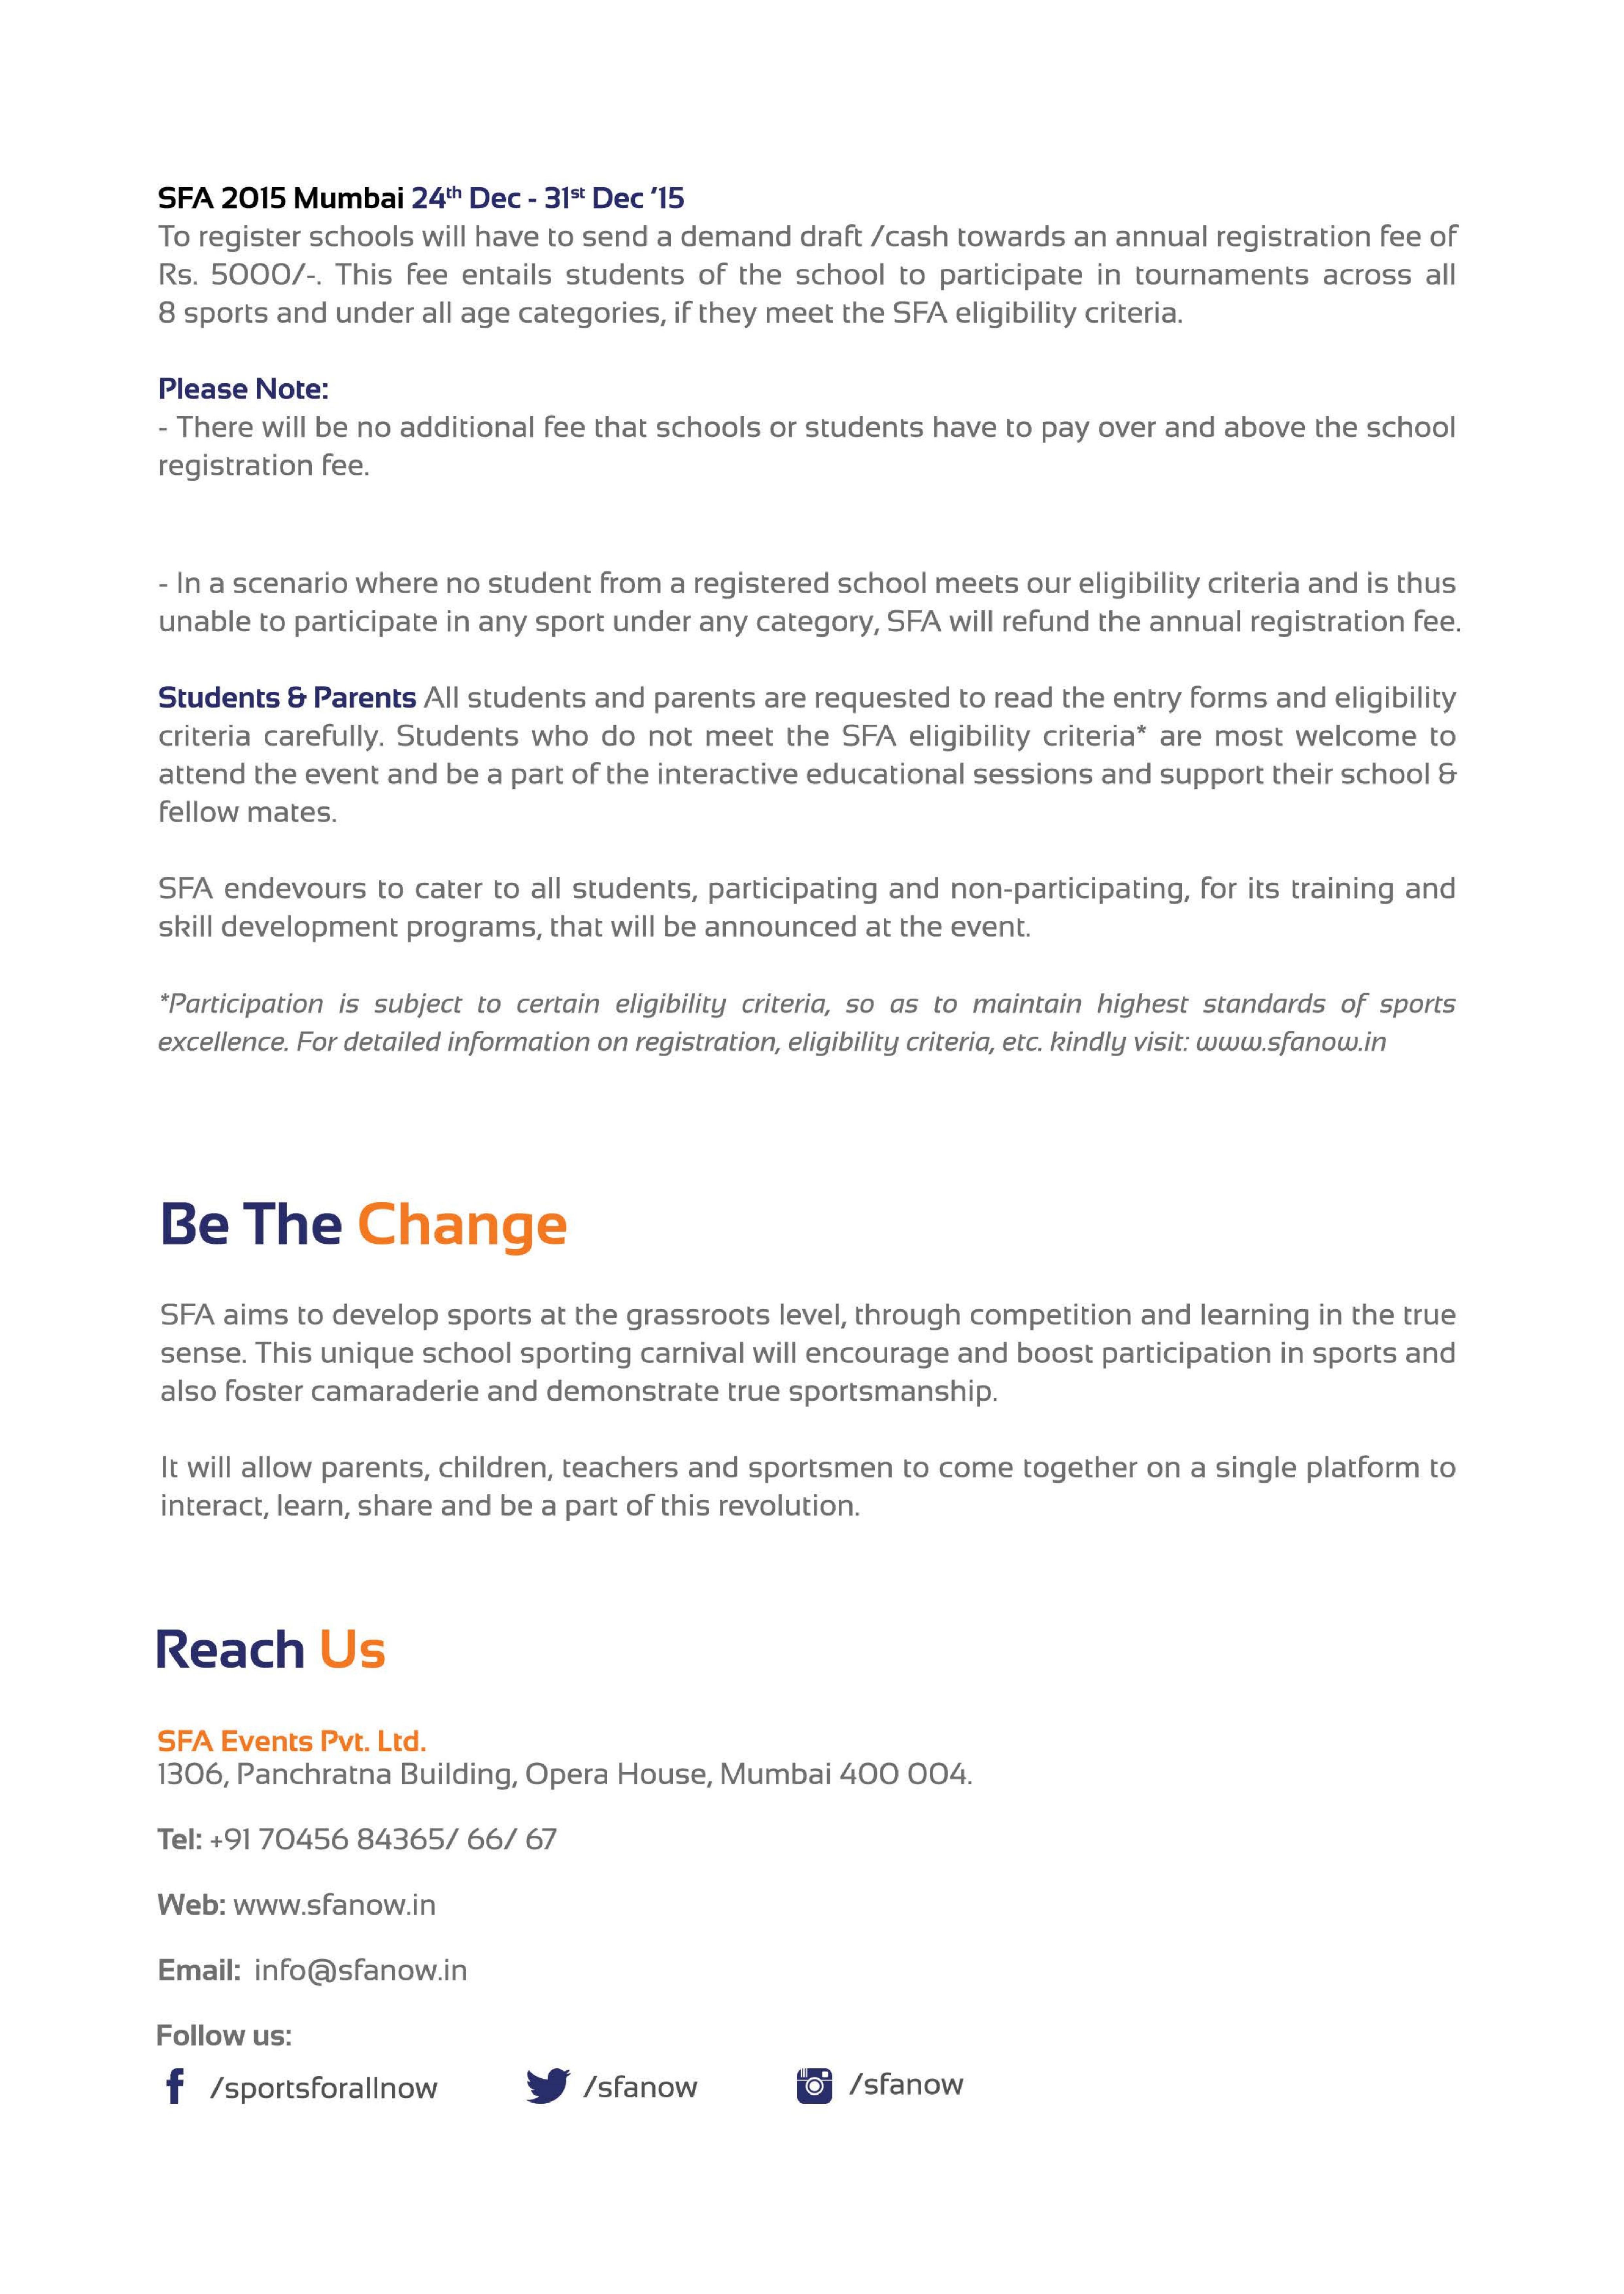 SFA 2015 Mumbai 24th Dec - 31st Dec '15
To register schools will have to send a demand draft /cash towards an annual registration fee of
Rs. 5000/-. This fee entails students of the school to participate in tournaments across all
8 sports and under all age categories, if they meet the SFA eligibility criteria.
Please Note:
- There will be no additional fee that schools or students have to pay over and above the school
registration fee.
- In a scenario where no student from a registered school meets our eligibility criteria and is thus
unable to participate in any sport under any category, SFA will refund the annual registration fee.
Students & Parents All students and parents are requested to read the entry forms and eligibility
criteria carefully. Students who do not meet the SFA eligibility criteria* are most welcome to
attend the event and be a part of the interactive educational sessions and support their school &
fellow mates.
SFA endevours to cater to all students, participating and non-participating, for its training and
skill development programs, that will be announced at the event.
*Participation is subject to certain eligibility criteria, so as to maintain highest standards of sports
excellence. For detailed information on registration, eligibility criteria, etc. kindly visit: www.sfanow.in
Be The Change
SFA aims to develop sports at the grassroots level, through competition and learning in the true
sense. This unique school sporting carnival will encourage and boost participation in sports and
also foster camaraderie and demonstrate true sportsmanship.
It will allow parents, children, teachers and sportsmen to come together on a single platform to
interact, learn, share and be a part of this revolution.
Reach Us
SFA Events Pvt. Ltd.
1306, Panchratna Building, Opera House, Mumbai 400 004.
Tel: +91 70456 84365/ 66/ 67
Web: www.sfanow.in
Email: info@sfanow.in
Follow us:
/sportsforallnow /sfanow /sfanow